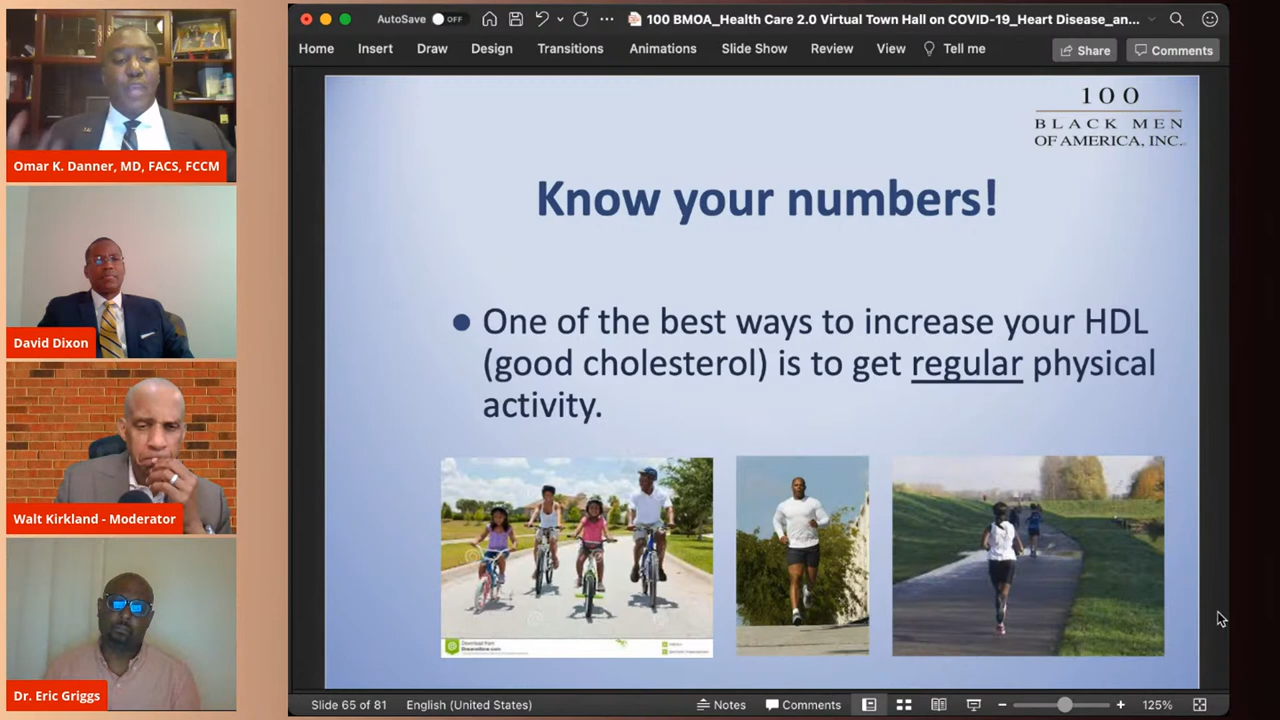 Omar K. Danner, MD, FACS, FCCM
David Dixon
Walt Kirkland - Moderator
Dr. Eric Griggs
AutoSave OFF
100 BMOA_Health Care 2.0 Virtual Town Hall on COVID-19_Heart Disease_an...
Home Insert Draw Design Transitions Animations Slide Show Review View Tell me Share Comments
100
BLACK MEN
OF AMERICA, INC.
Know your numbers!
• One of the best ways to increase your HDL
(good cholesterol) is to get regular physical
activity.
Download from
Dreamstime.com
Slide 65 of 81 English (United States) Notes Comments 125%